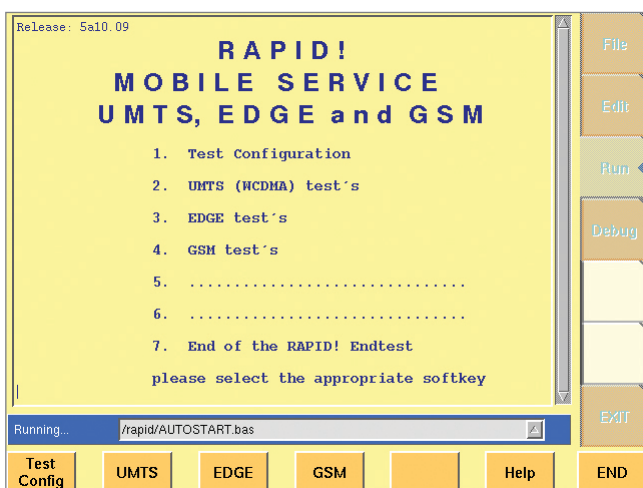 Release: 5a10.09
RAPID!
MOBILE SERVICE
UMTS, EDGE and GSM
1. Test Configuration
2. UMTS (WCDMA) test´s
3. EDGE test´s
4. GSM test´s
5. ...............................
6. ...............................
7. End of the RAPID! Endtest
please select the appropriate softkey
File
Edit
Run
Debug
EXIT
Running... /rapid/AUTOSTART.bas
Test Config
UMTS
EDGE
GSM
Help
END